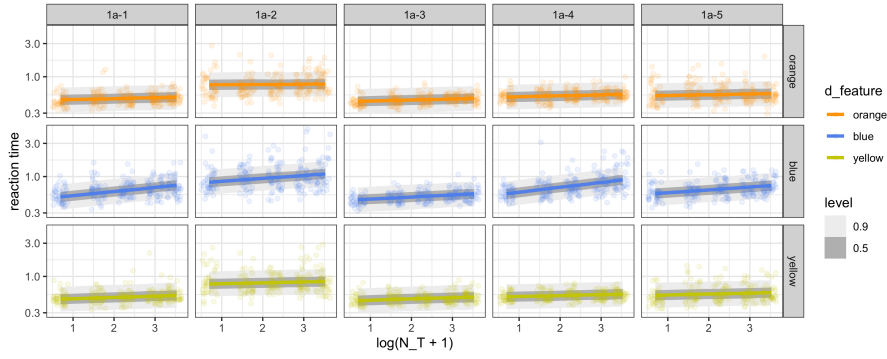 1a-1 1a-2 1a-3 1a-4 1a-5
3.0
1.0
0.3
orange
3.0
1.0
0.3
blue
3.0
1.0
0.3
yellow
1 2 3 1 2 3 1 2 3 1 2 3 1 2 3
log(N_T + 1)
reaction time
d_feature
orange
blue
yellow
level
0.9
0.5